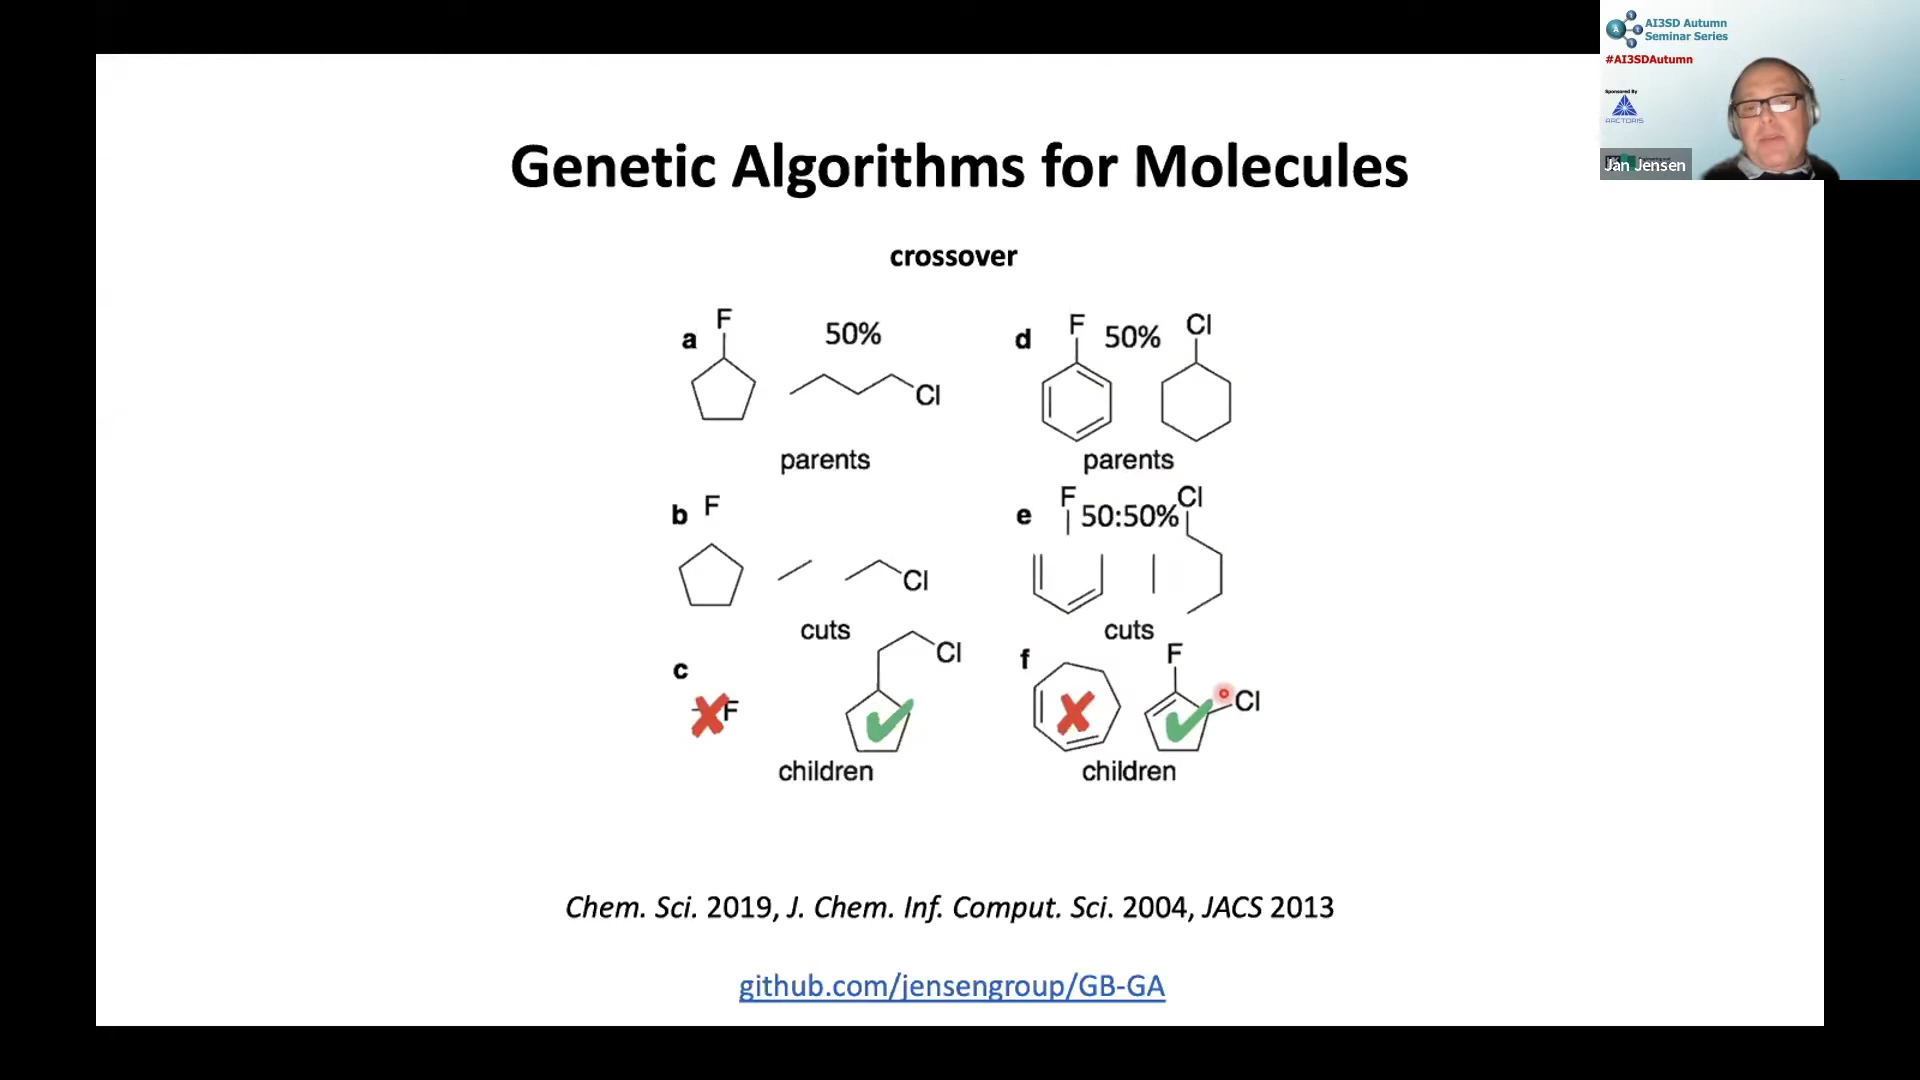 AI3SD Autumn
Seminar Series
#AI3SDAutumn
Sponsored By
ARCTORIS
Jan Jensen
Genetic Algorithms for Molecules
crossover
a F 50% Cl
d F 50% Cl
parents
parents
b F Cl
e F 50:50% Cl
cuts
cuts
c F Cl
f F Cl
children
children
Chem. Sci. 2019, J. Chem. Inf. Comput. Sci. 2004, JACS 2013
github.com/jensengroup/GB-GA